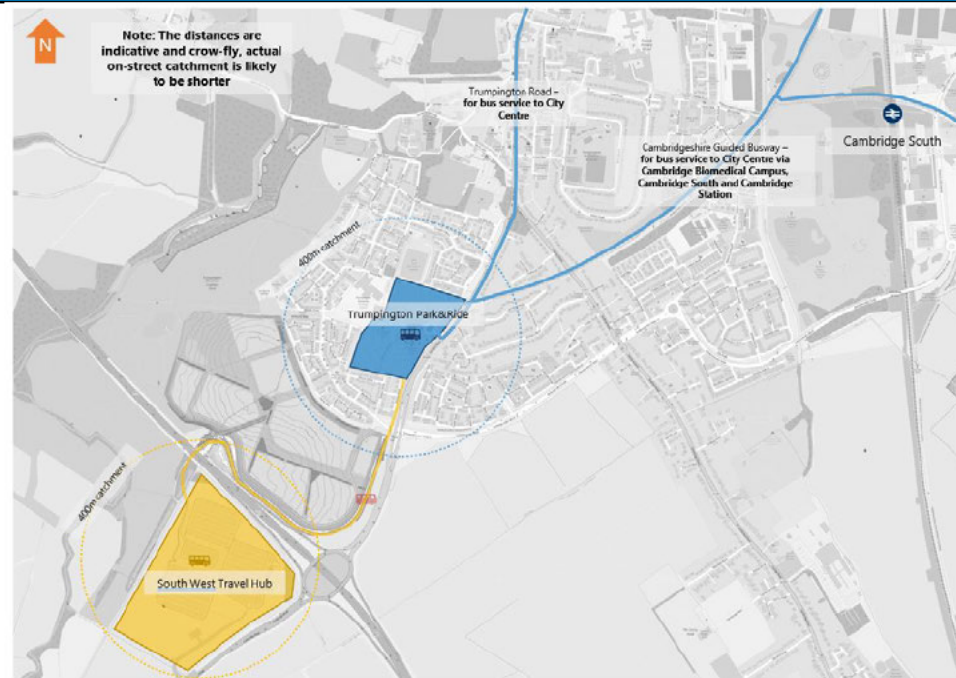 N
Note: The distances are
indicative and crow-fly, actual
on-street catchment is likely
to be shorter
Trumpington Road –
for bus service to City
Centre
Cambridgeshire Guided Busway –
for bus service to City Centre via
Cambridge Biomedical Campus,
Cambridge South and Cambridge
Station
Cambridge South
400m catchment
Trumpington Park&Ride
400m catchment
South West Travel Hub